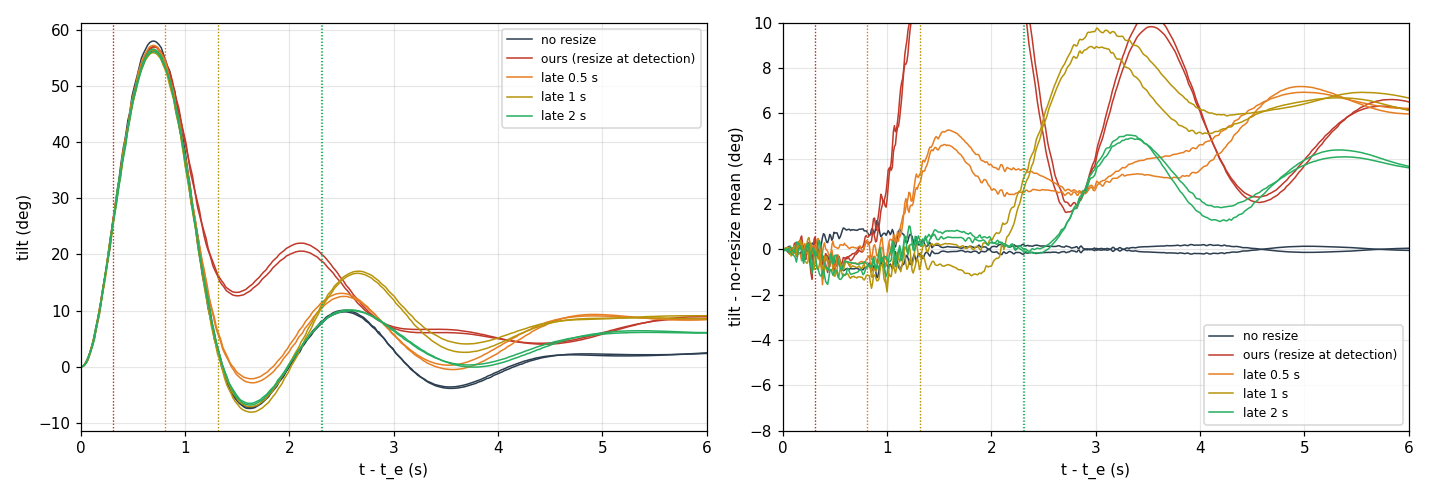 60
50
40
30
20
10
0
−10
tilt (deg)
0
1
2
3
4
5
6
t - t_e (s)
no resize
ours (resize at detection)
late 0.5 s
late 1 s
late 2 s
10
8
6
4
2
0
−2
−4
−6
−8
tilt - no-resize mean (deg)
0
1
2
3
4
5
6
t - t_e (s)
no resize
ours (resize at detection)
late 0.5 s
late 1 s
late 2 s